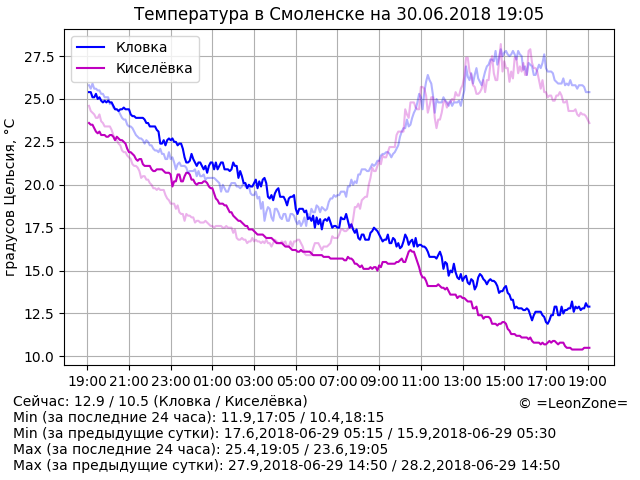 Температура в Смоленске на 30.06.2018 19:05
Кловка
Киселёвка
градусов Цельсия, °С
27.5
25.0
22.5
20.0
17.5
15.0
12.5
10.0
19:00 21:00 23:00 01:00 03:00 05:00 07:00 09:00 11:00 13:00 15:00 17:00 19:00
Сейчас: 12.9 / 10.5 (Кловка / Киселёвка)
© =LeonZone=
Min (за последние 24 часа): 11.9,17:05 / 10.4,18:15
Min (за предыдущие сутки): 17.6,2018-06-29 05:15 / 15.9,2018-06-29 05:30
Max (за последние 24 часа): 25.4,19:05 / 23.6,19:05
Max (за предыдущие сутки): 27.9,2018-06-29 14:50 / 28.2,2018-06-29 14:50